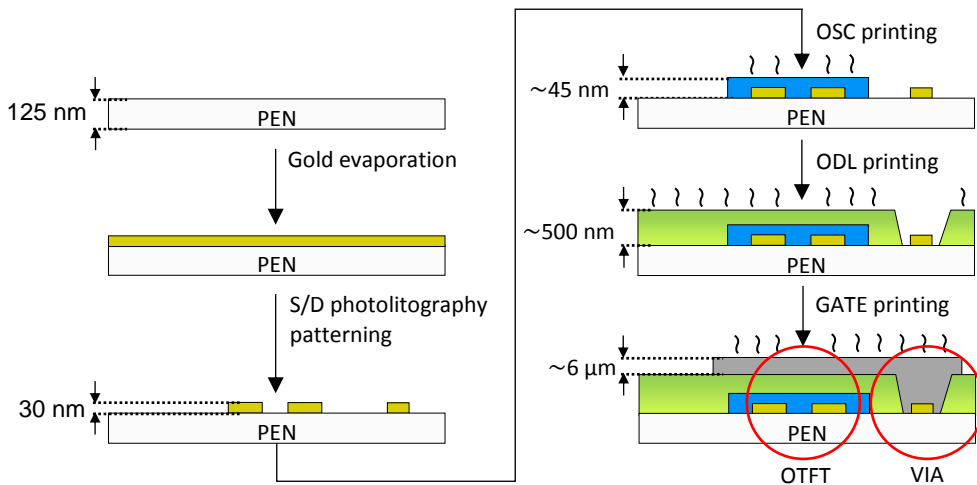 125 nm
PEN
Gold evaporation
PEN
S/D photolitography
patterning
30 nm
PEN
OSC printing
~45 nm
PEN
ODL printing
~500 nm
PEN
GATE printing
~6 µm
PEN
OTFT
VIA